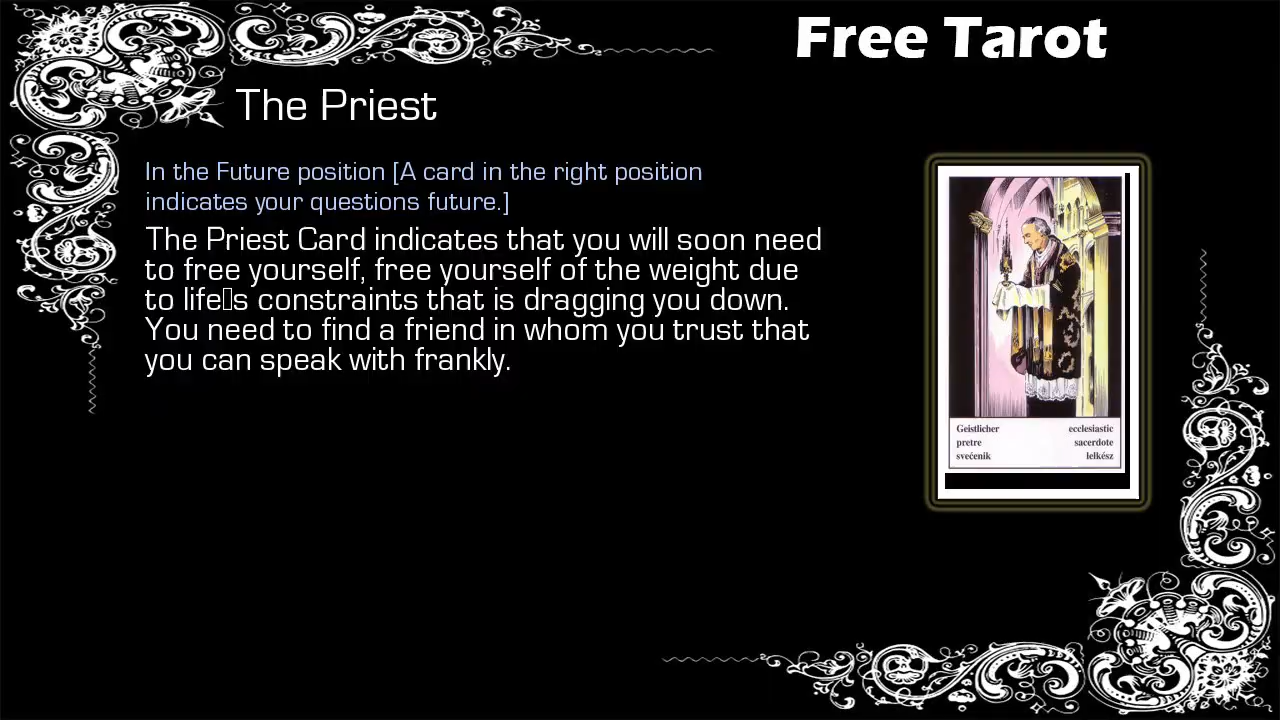 Free Tarot
The Priest
In the Future position [A card in the right position
indicates your questions future.]
The Priest Card indicates that you will soon need
to free yourself, free yourself of the weight due
to life▯s constraints that is dragging you down.
You need to find a friend in whom you trust that
you can speak with frankly.
Geistlicher ecclesiastic
pretre sacerdote
svećenik lelkész